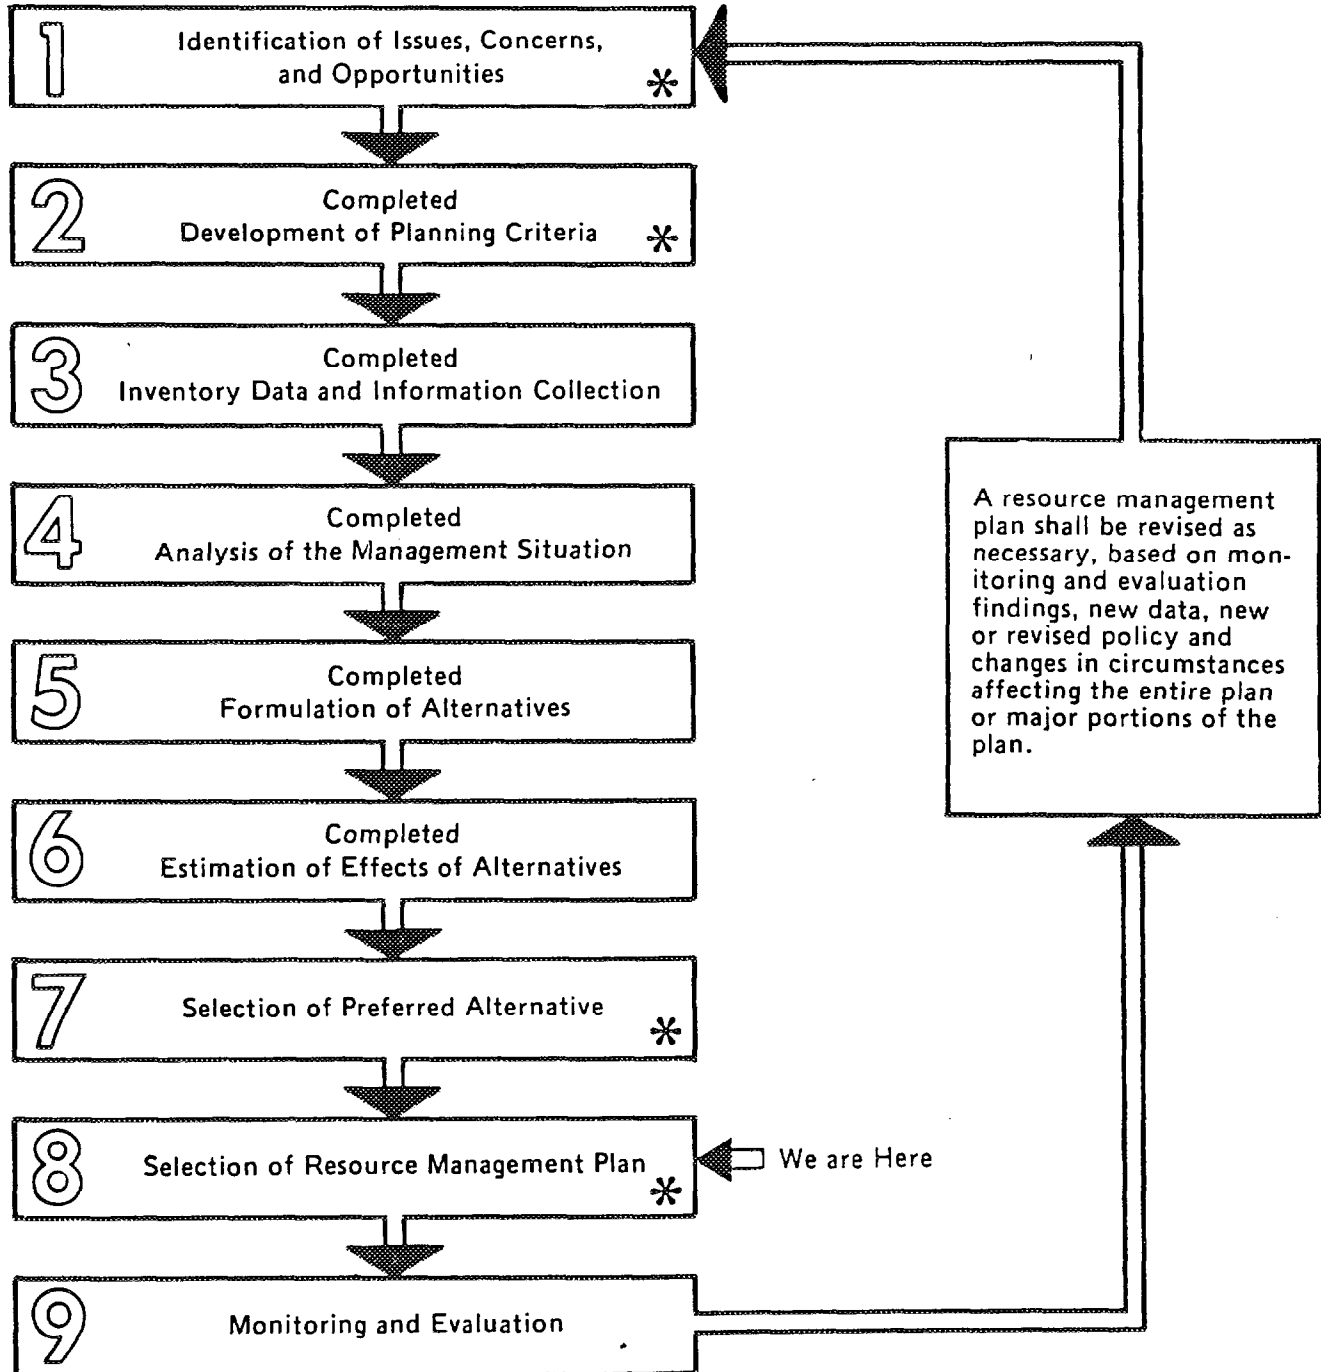 1
Identification of Issues, Concerns,
and Opportunities
*
2
Completed
Development of Planning Criteria
*
3
Completed
Inventory Data and Information Collection
4
Completed
Analysis of the Management Situation
5
Completed
Formulation of Alternatives
6
Completed
Estimation of Effects of Alternatives
7
Selection of Preferred Alternative
*
8
Selection of Resource Management Plan
*
We are Here
9
Monitoring and Evaluation
A resource management
plan shall be revised as
necessary, based on mon-
itoring and evaluation
findings, new data, new
or revised policy and
changes in circumstances
affecting the entire plan
or major portions of the
plan.